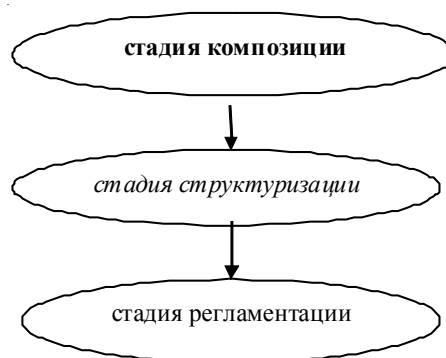 стадия композиции
стадия структуризации
стадия регламентации